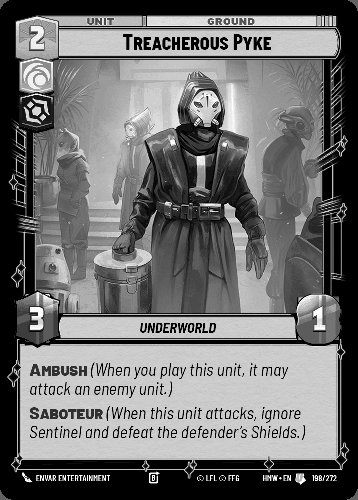 UNIT
GROUND
2
TREACHEROUS PYKE
3
1
UNDERWORLD
AMBUSH (When you play this unit, it may
attack an enemy unit.)
SABOTEUR (When this unit attacks, ignore
Sentinel and defeat the defender's Shields.)
ENVAR ENTERTAINMENT
© LFL © FFG
HMW • EN
198/272